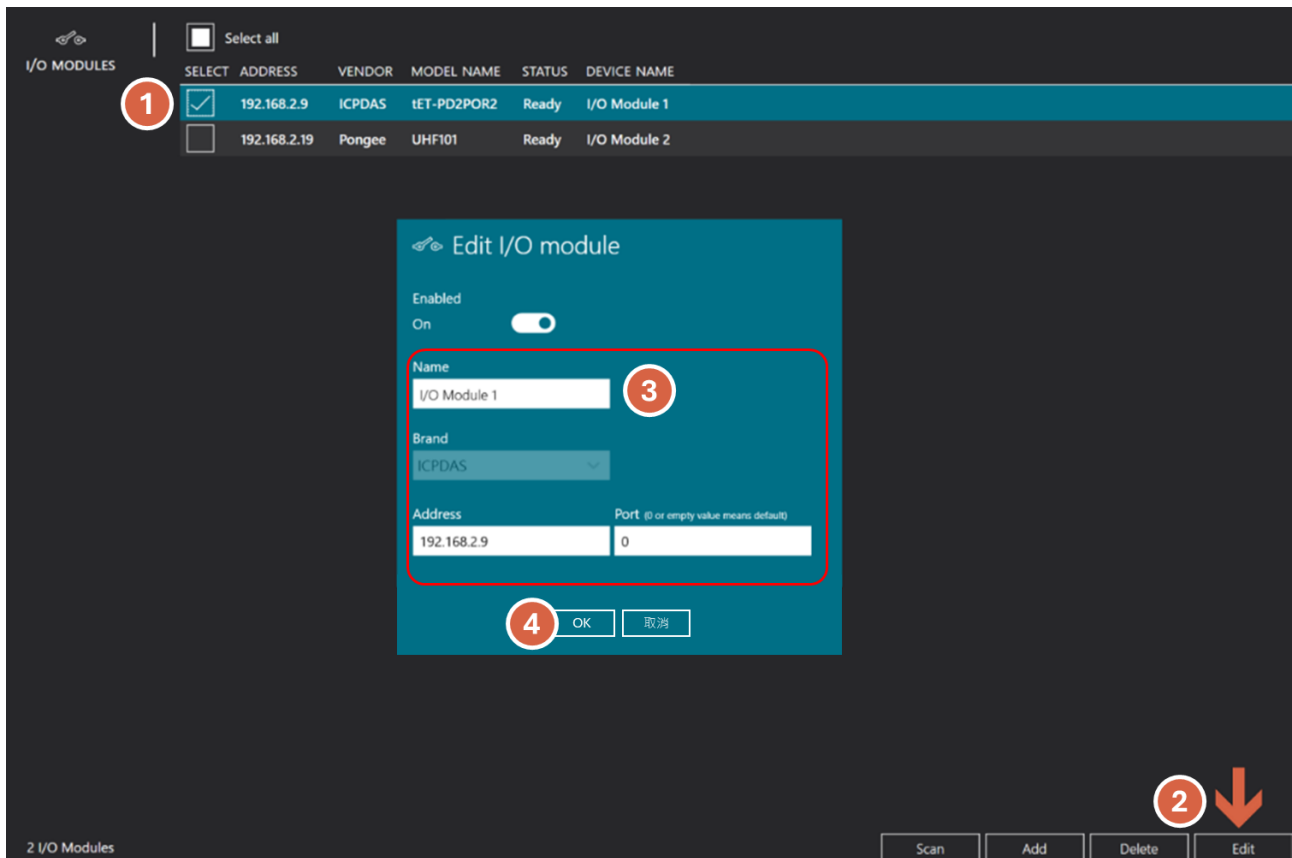 I/O MODULES
Select all
SELECT ADDRESS VENDOR MODEL NAME STATUS DEVICE NAME
1
192.168.2.9 ICPDAS tET-PD2POR2 Ready I/O Module 1
192.168.2.19 Pongee UHF101 Ready I/O Module 2
Edit I/O module
Enabled
On
Name
I/O Module 1
3
Brand
ICPDAS
Address Port (0 or empty value means default)
192.168.2.9 0
4 OK 取消
2
2 I/O Modules Scan Add Delete Edit